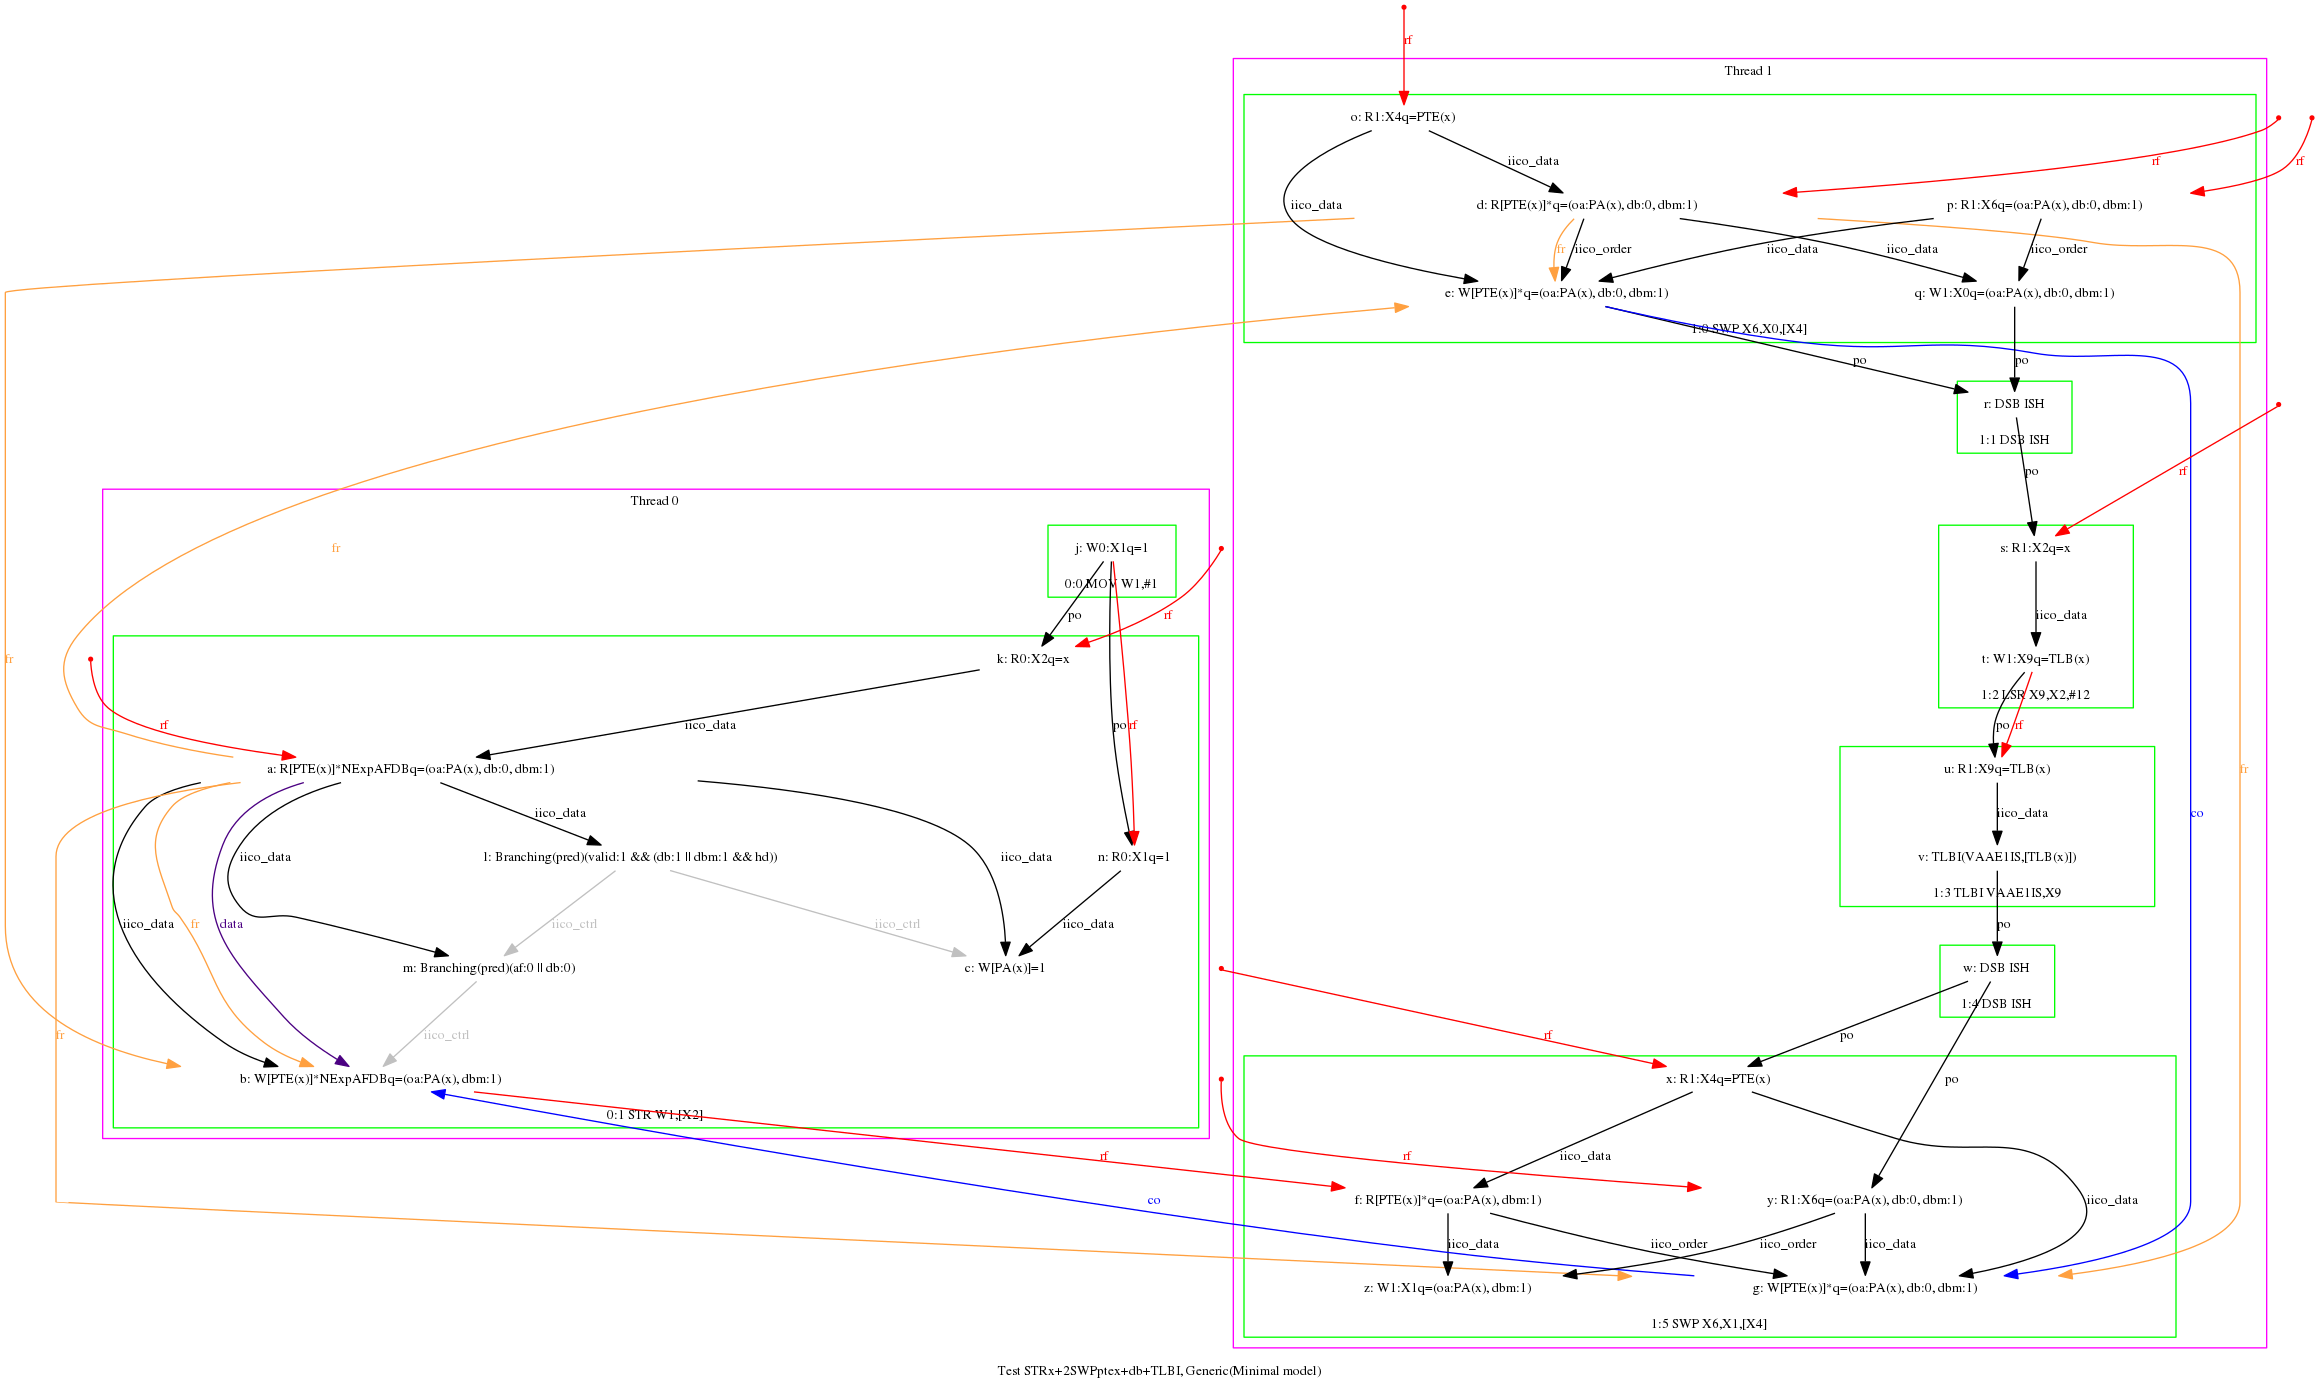 rf
Thread 1
o: R1:X4q=PTE(x)
iico_data
rf
rf
iico_data
d: R[PTE(x)]*q=(oa:PA(x), db:0, dbm:1)
p: R1:X6q=(oa:PA(x), db:0, dbm:1)
fr
iico_order
iico_data
iico_data
iico_order
e: W[PTE(x)]*q=(oa:PA(x), db:0, dbm:1)
q: W1:X0q=(oa:PA(x), db:0, dbm:1)
1:0 SWP X6,X0,[X4]
po
po
r: DSB ISH
1:1 DSB ISH
po
rf
Thread 0
fr
j: W0:X1q=1
s: R1:X2q=x
0:0 MOV W1,#1
po
rf
iico_data
fr
k: R0:X2q=x
t: W1:X9q=TLB(x)
1:2 LSR X9,X2,#12
rf
iico_data
po
rf
po
rf
a: R[PTE(x)]*NExpAFDBq=(oa:PA(x), db:0, dbm:1)
u: R1:X9q=TLB(x)
fr
iico_data
iico_data
co
iico_data
l: Branching(pred)(valid:1 && (db:1 || dbm:1 && hd))
iico_data
n: R0:X1q=1
v: TLBI(VAAE1IS,[TLB(x)])
1:3 TLBI VAAE1IS,X9
iico_data
fr
data
iico_ctrl
iico_ctrl
iico_data
po
m: Branching(pred)(af:0 || db:0)
c: W[PA(x)]=1
w: DSB ISH
1:4 DSB ISH
fr
iico_ctrl
rf
po
b: W[PTE(x)]*NExpAFDBq=(oa:PA(x), dbm:1)
x: R1:X4q=PTE(x)
po
0:1 STR W1,[X2]
rf
rf
iico_data
co
f: R[PTE(x)]*q=(oa:PA(x), dbm:1)
y: R1:X6q=(oa:PA(x), db:0, dbm:1)
iico_data
iico_data
iico_order
iico_order
iico_data
z: W1:X1q=(oa:PA(x), dbm:1)
g: W[PTE(x)]*q=(oa:PA(x), db:0, dbm:1)
1:5 SWP X6,X1,[X4]
Test STRx+2SWPptex+db+TLBI, Generic(Minimal model)